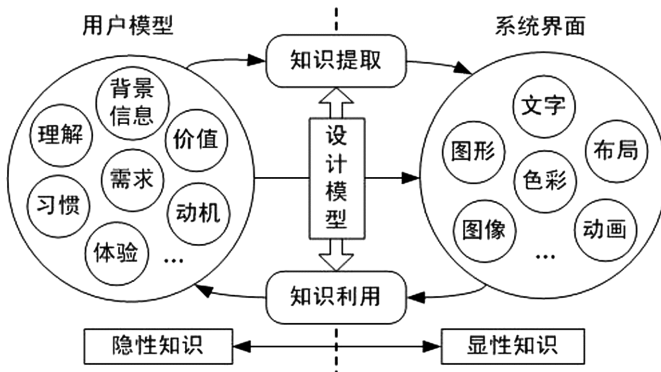 用户模型
系统界面
知识提取
背景
信息
理解
价值
需求
习惯
动机
体验
...
设
计
模
型
文字
图形
布局
色彩
图像
动画
...
知识利用
隐性知识
显性知识